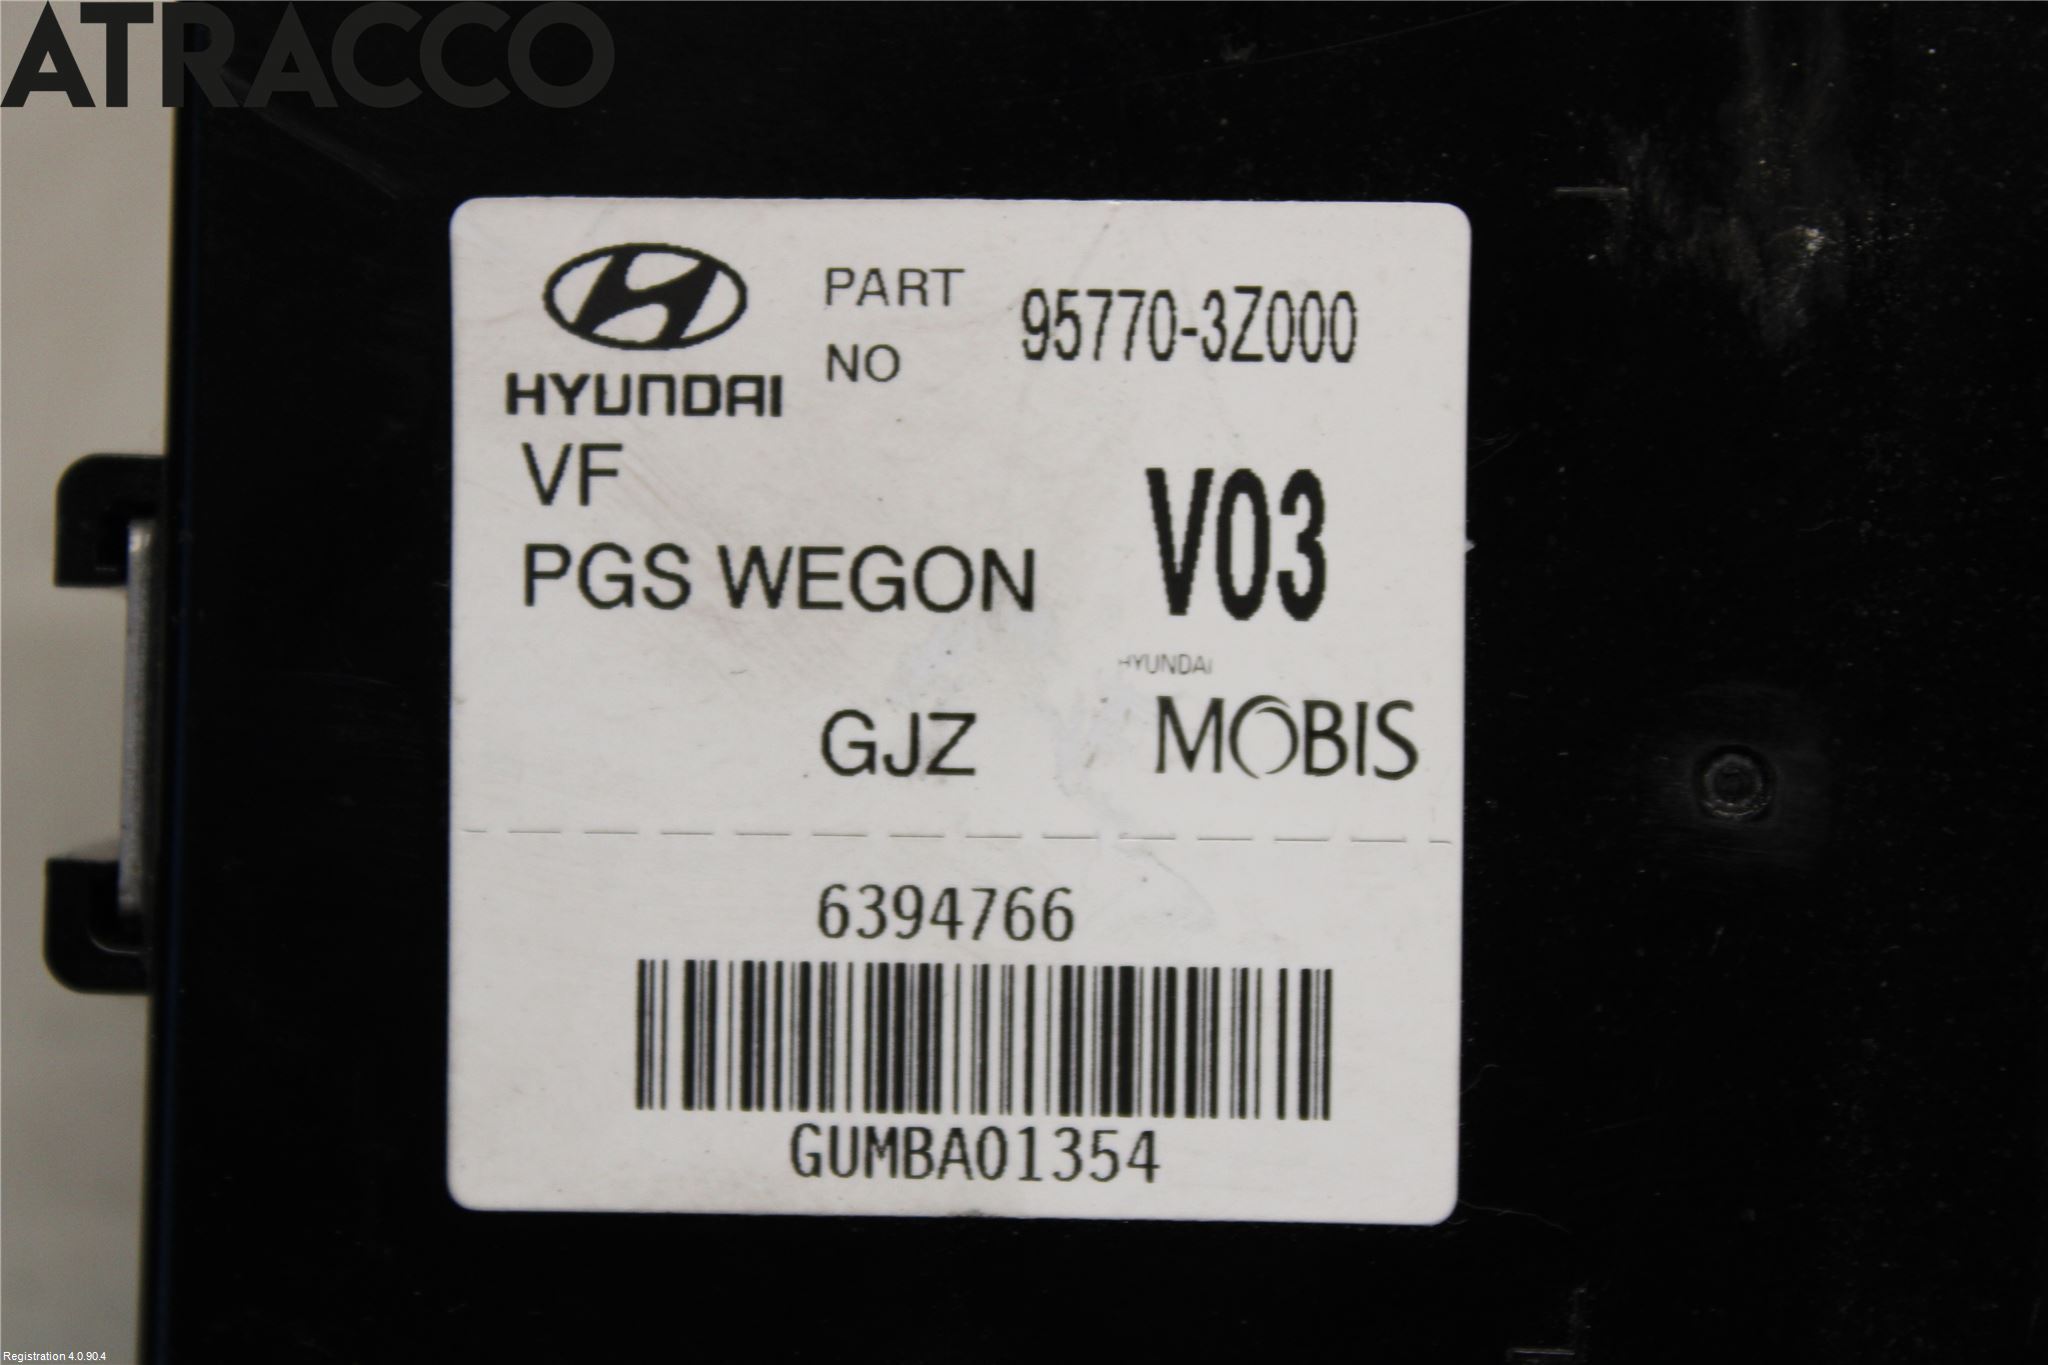 ATRACCO
HYUNDAI
PART NO
95770-3Z000
VF
PGS WEGON
V03
HYUNDAI
MOBIS
GJZ
6394766
GUMBA01354
Registration 4.0.90.4